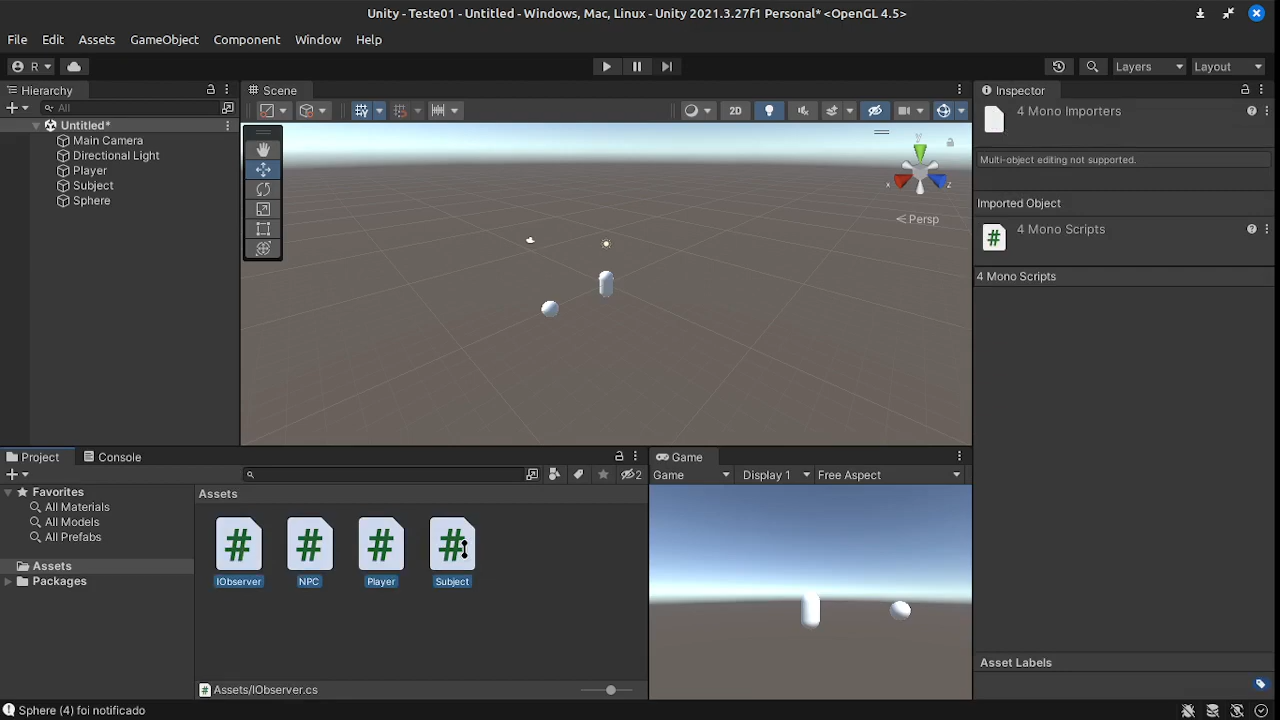 Unity - Teste01 - Untitled - Windows, Mac, Linux - Unity 2021.3.27f1 Personal* <OpenGL 4.5>
File Edit Assets GameObject Component Window Help
R Layers Layout
Hierarchy
All
Untitled*
Main Camera
Directional Light
Player
Subject
Sphere
Scene
2D
y
x z
Persp
Inspector
4 Mono Importers
Multi-object editing not supported.
Imported Object
4 Mono Scripts
4 Mono Scripts
Asset Labels
Project Console
2
Favorites
All Materials
All Models
All Prefabs
Assets
Packages
Assets
# # # #
IObserver NPC Player Subject
Assets/IObserver.cs
Game
Game Display 1 Free Aspect
Sphere (4) foi notificado